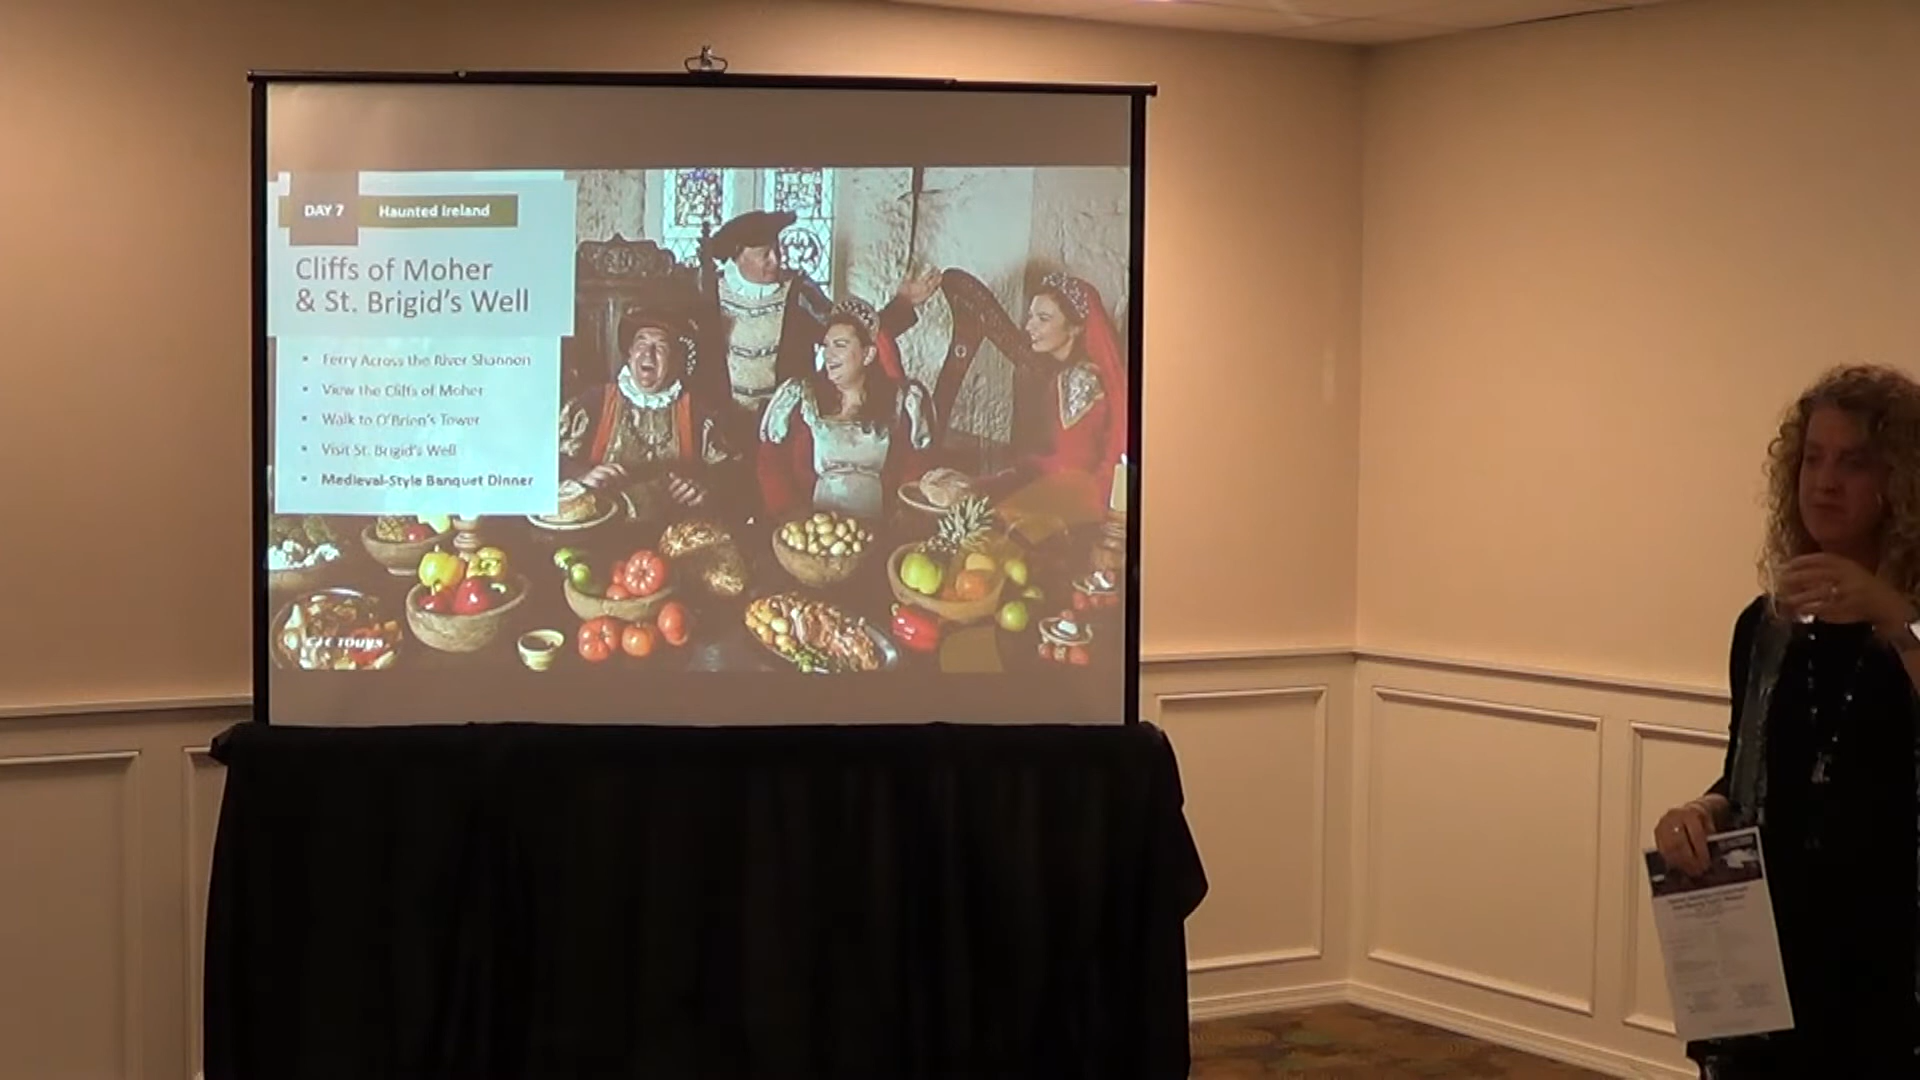 DAY 7
Haunted Ireland
Cliffs of Moher
& St. Brigid's Well
▪ Ferry Across the River Shannon
▪ View the Cliffs of Moher
▪ Walk to O'Brien's Tower
▪ Visit St. Brigid's Well
▪ Medieval-Style Banquet Dinner
TOURS